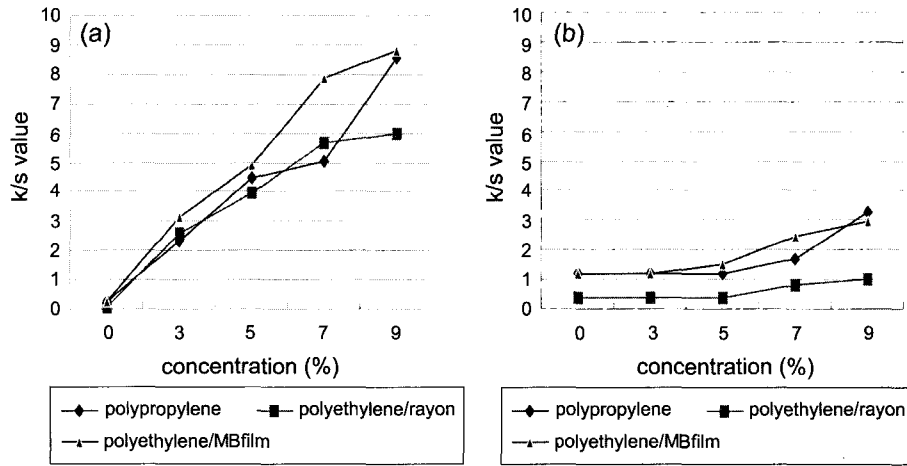 (a)
k/s value
10
9
8
7
6
5
4
3
2
1
0
0 3 5 7 9
concentration (%)
polypropylene polyethylene/rayon
polyethylene/MBfilm
(b)
k/s value
10
9
8
7
6
5
4
3
2
1
0
0 3 5 7 9
concentration (%)
polypropylene polyethylene/rayon
polyethylene/MBfilm